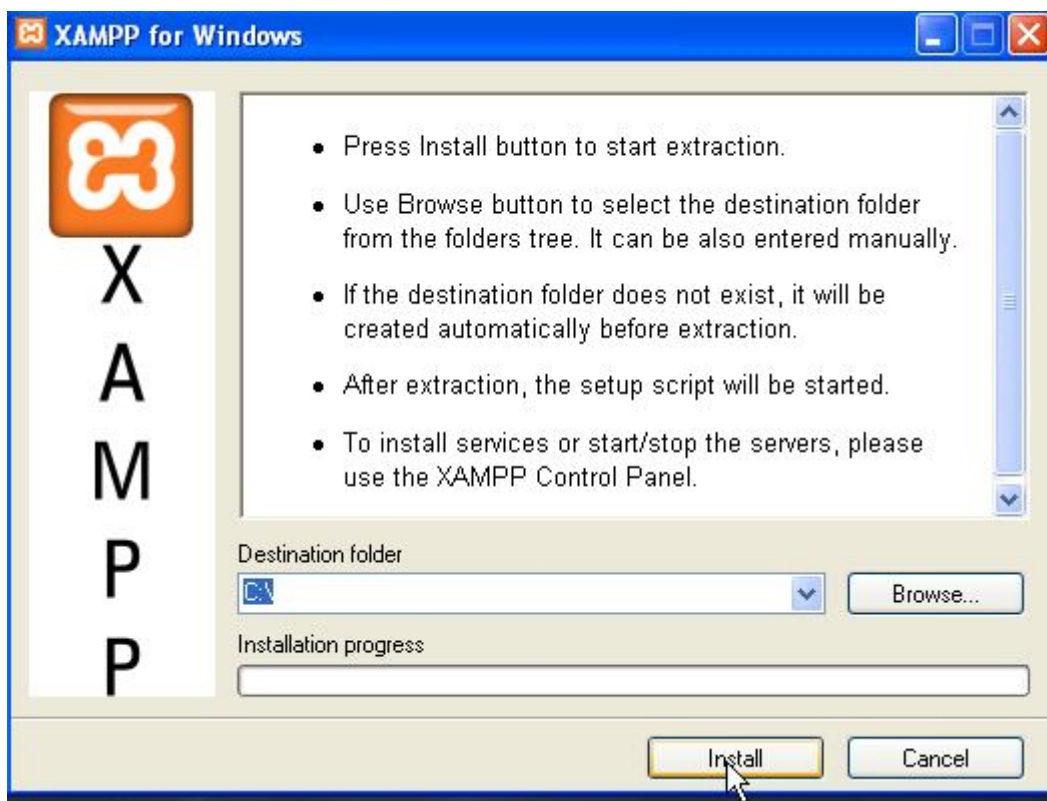 XAMPP for Windows
X
A
M
P
P
• Press Install button to start extraction.
• Use Browse button to select the destination folder
from the folders tree. It can be also entered manually.
• If the destination folder does not exist, it will be
created automatically before extraction.
• After extraction, the setup script will be started.
• To install services or start/stop the servers, please
use the XAMPP Control Panel.
Destination folder
C:\
Browse...
Installation progress
Install
Cancel